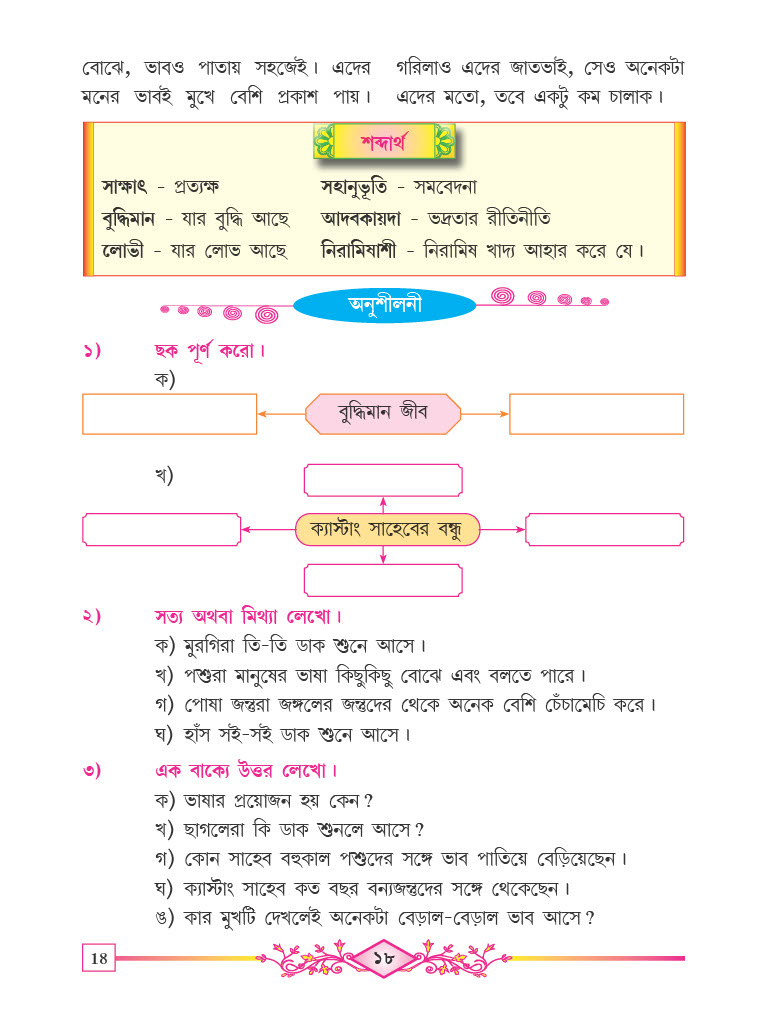 বোঝে, ভাবও পাতায় সহজেই। এদের
মনের ভাবই মুখে বেশি প্রকাশ পায়।
গরিলাও এদের জাতভাই, সেও অনেকটা
এদের মতো, তবে একটু কম চালাক।
শব্দার্থ
সাক্ষাৎ - প্রত্যক্ষ
সহানুভূতি - সমবেদনা
বুদ্ধিমান - যার বুদ্ধি আছে
আদবকায়দা - ভদ্রতার রীতিনীতি
লোভী - যার লোভ আছে
নিরামিষাশী - নিরামিষ খাদ্য আহার করে যে।
অনুশীলনী
১) ছক পূর্ণ করো।
ক)
বুদ্ধিমান জীব
খ)
ক্যাস্টাং সাহেবের বন্ধু
২) সত্য অথবা মিথ্যা লেখো।
ক) মুরগিরা তি-তি ডাক শুনে আসে।
খ) পশুরা মানুষের ভাষা কিছুকিছু বোঝে এবং বলতে পারে।
গ) পোষা জন্তুরা জঙ্গলের জন্তুদের থেকে অনেক বেশি চেঁচামেচি করে।
ঘ) হাঁস সই-সই ডাক শুনে আসে।
৩) এক বাক্যে উত্তর লেখো।
ক) ভাষার প্রয়োজন হয় কেন?
খ) ছাগলেরা কি ডাক শুনলে আসে?
গ) কোন সাহেব বহুকাল পশুদের সঙ্গে ভাব পাতিয়ে বেড়িয়েছেন।
ঘ) ক্যাস্টাং সাহেব কত বছর বন্যজন্তুদের সঙ্গে থেকেছেন।
ঙ) কার মুখটি দেখলেই অনেকটা বেড়াল-বেড়াল ভাব আসে?
18
১৮